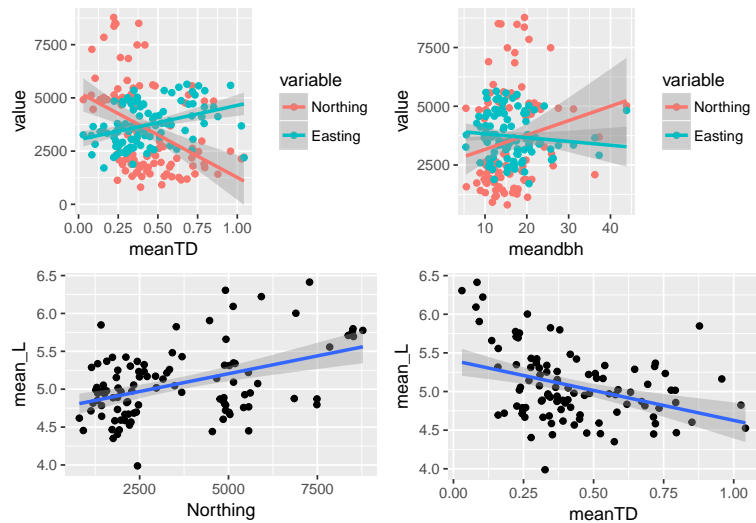 7500
5000
2500
0
value
0.00 0.25 0.50 0.75 1.00
meanTD
variable
Northing
Easting
7500
5000
2500
value
10 20 30 40
meandbh
variable
Northing
Easting
6.5
6.0
5.5
5.0
4.5
4.0
mean_L
2500 5000 7500
Northing
6.5
6.0
5.5
5.0
4.5
4.0
mean_L
0.00 0.25 0.50 0.75 1.00
meanTD